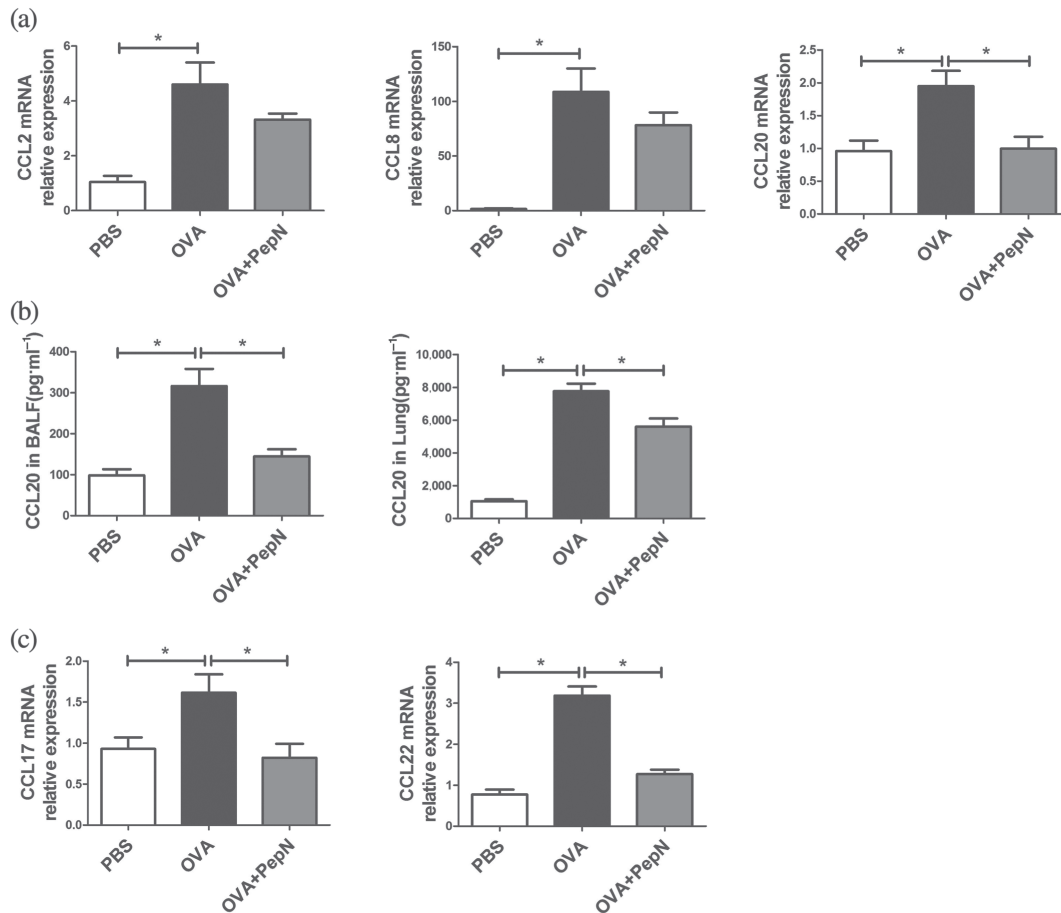 (a)
CCL2 mRNA
relative expression
6
4
2
0
*
PBS
OVA
OVA+PepN
CCL8 mRNA
relative expression
150
100
50
0
*
PBS
OVA
OVA+PepN
CCL20 mRNA
relative expression
2.5
2.0
1.5
1.0
0.5
0.0
*
*
PBS
OVA
OVA+PepN
(b)
CCL20 in BALF(pg·ml⁻¹)
400
300
200
100
0
*
*
PBS
OVA
OVA+PepN
CCL20 in Lung(pg·ml⁻¹)
10,000
8,000
6,000
4,000
2,000
0
*
*
PBS
OVA
OVA+PepN
(c)
CCL17 mRNA
relative expression
2.0
1.5
1.0
0.5
0.0
*
*
PBS
OVA
OVA+PepN
CCL22 mRNA
relative expression
4
3
2
1
0
*
*
PBS
OVA
OVA+PepN